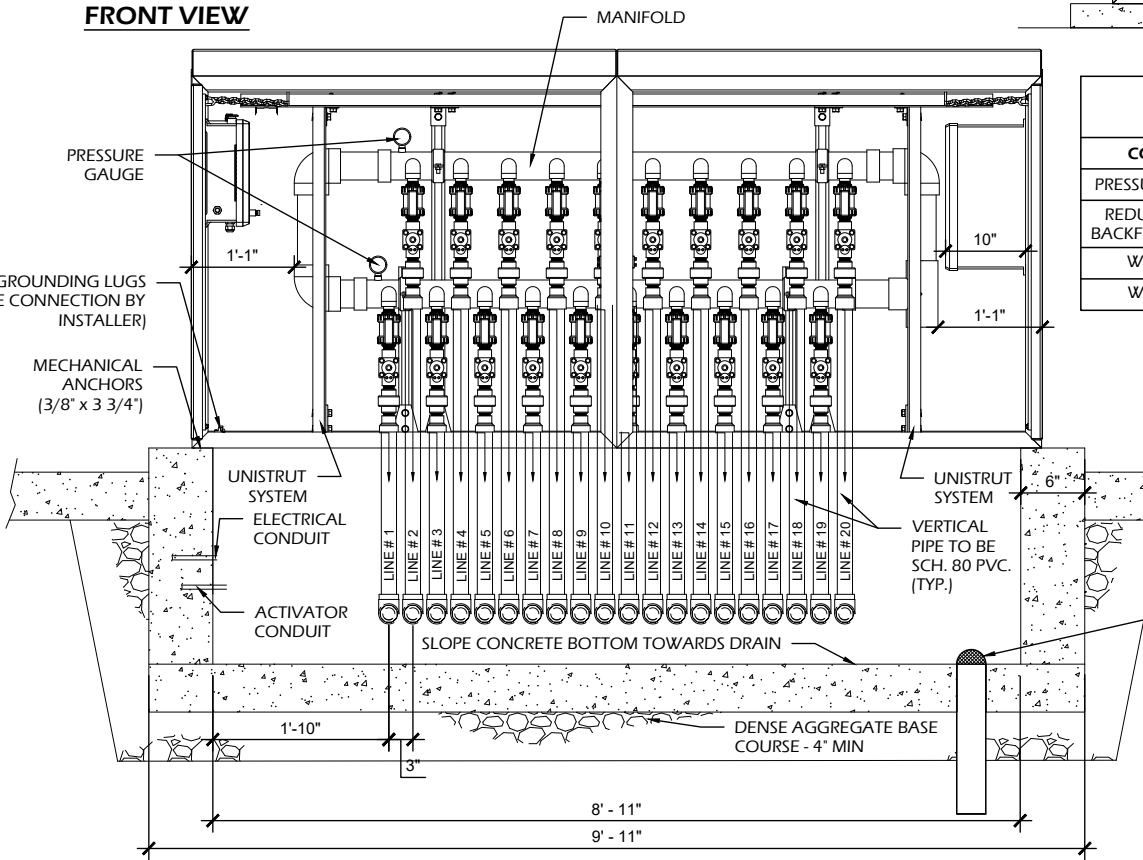 FRONT VIEW
MANIFOLD
PRESSURE
GAUGE
1'-1"
10"
1'-1"
GROUNDING LUGS
CONNECTION BY
INSTALLER)
MECHANICAL
ANCHORS
(3/8" x 3 3/4")
UNISTRUT
SYSTEM
ELECTRICAL
CONDUIT
ACTIVATOR
CONDUIT
LINE # 1
LINE # 2
LINE # 3
LINE # 4
LINE # 5
LINE # 6
LINE # 7
LINE # 8
LINE # 9
LINE # 10
LINE # 11
LINE # 12
LINE # 13
LINE # 14
LINE # 15
LINE # 16
LINE # 17
LINE # 18
LINE # 19
LINE # 20
UNISTRUT
SYSTEM
6"
VERTICAL
PIPE TO BE
SCH. 80 PVC.
(TYP.)
SLOPE CONCRETE BOTTOM TOWARDS DRAIN
DENSE AGGREGATE BASE
COURSE - 4" MIN
1'-10"
3"
8' - 11"
9' - 11"